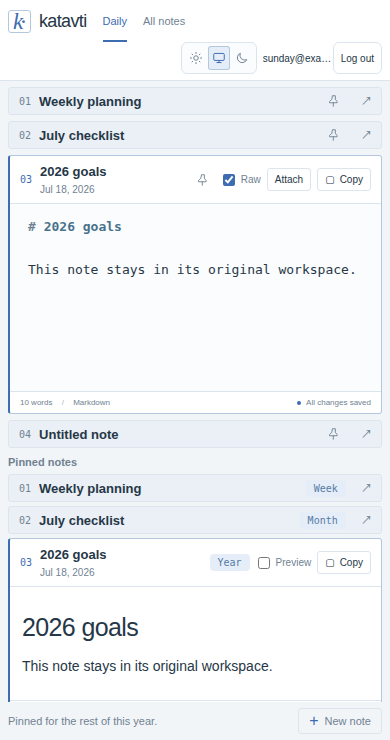 k katavti Daily All notes
sunday@exa... Log out
01 Weekly planning ↗
02 July checklist ↗
03 2026 goals Raw Attach Copy
Jul 18, 2026
# 2026 goals
This note stays in its original workspace.
10 words / Markdown All changes saved
04 Untitled note ↗
Pinned notes
01 Weekly planning Week ↗
02 July checklist Month ↗
03 2026 goals Year Preview Copy
Jul 18, 2026
2026 goals
This note stays in its original workspace.
Pinned for the rest of this year. + New note